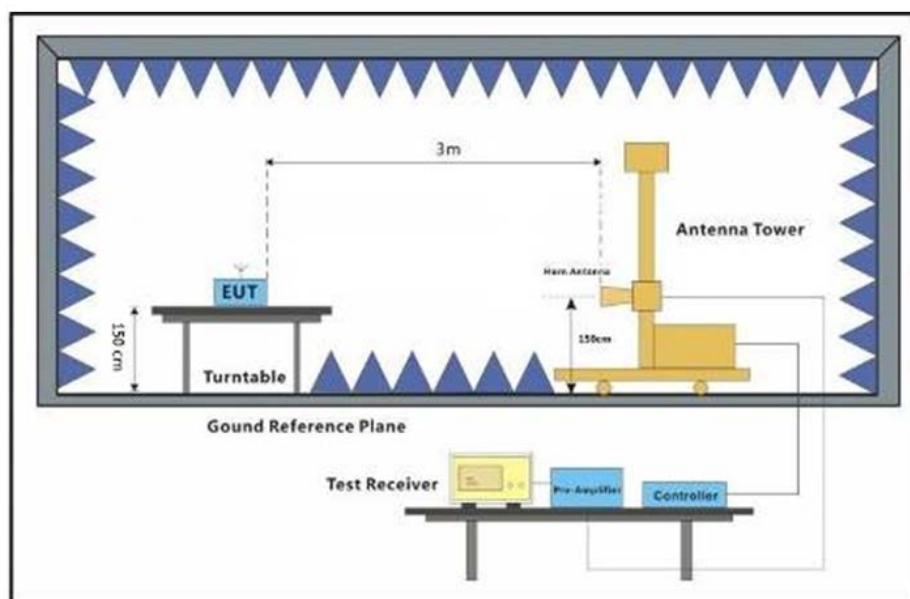 3m
Antenna Tower
Horn Antenna
EUT
150 cm
150cm
Turntable
Gound Reference Plane
Test Receiver
Pre-Amplifier
Controller